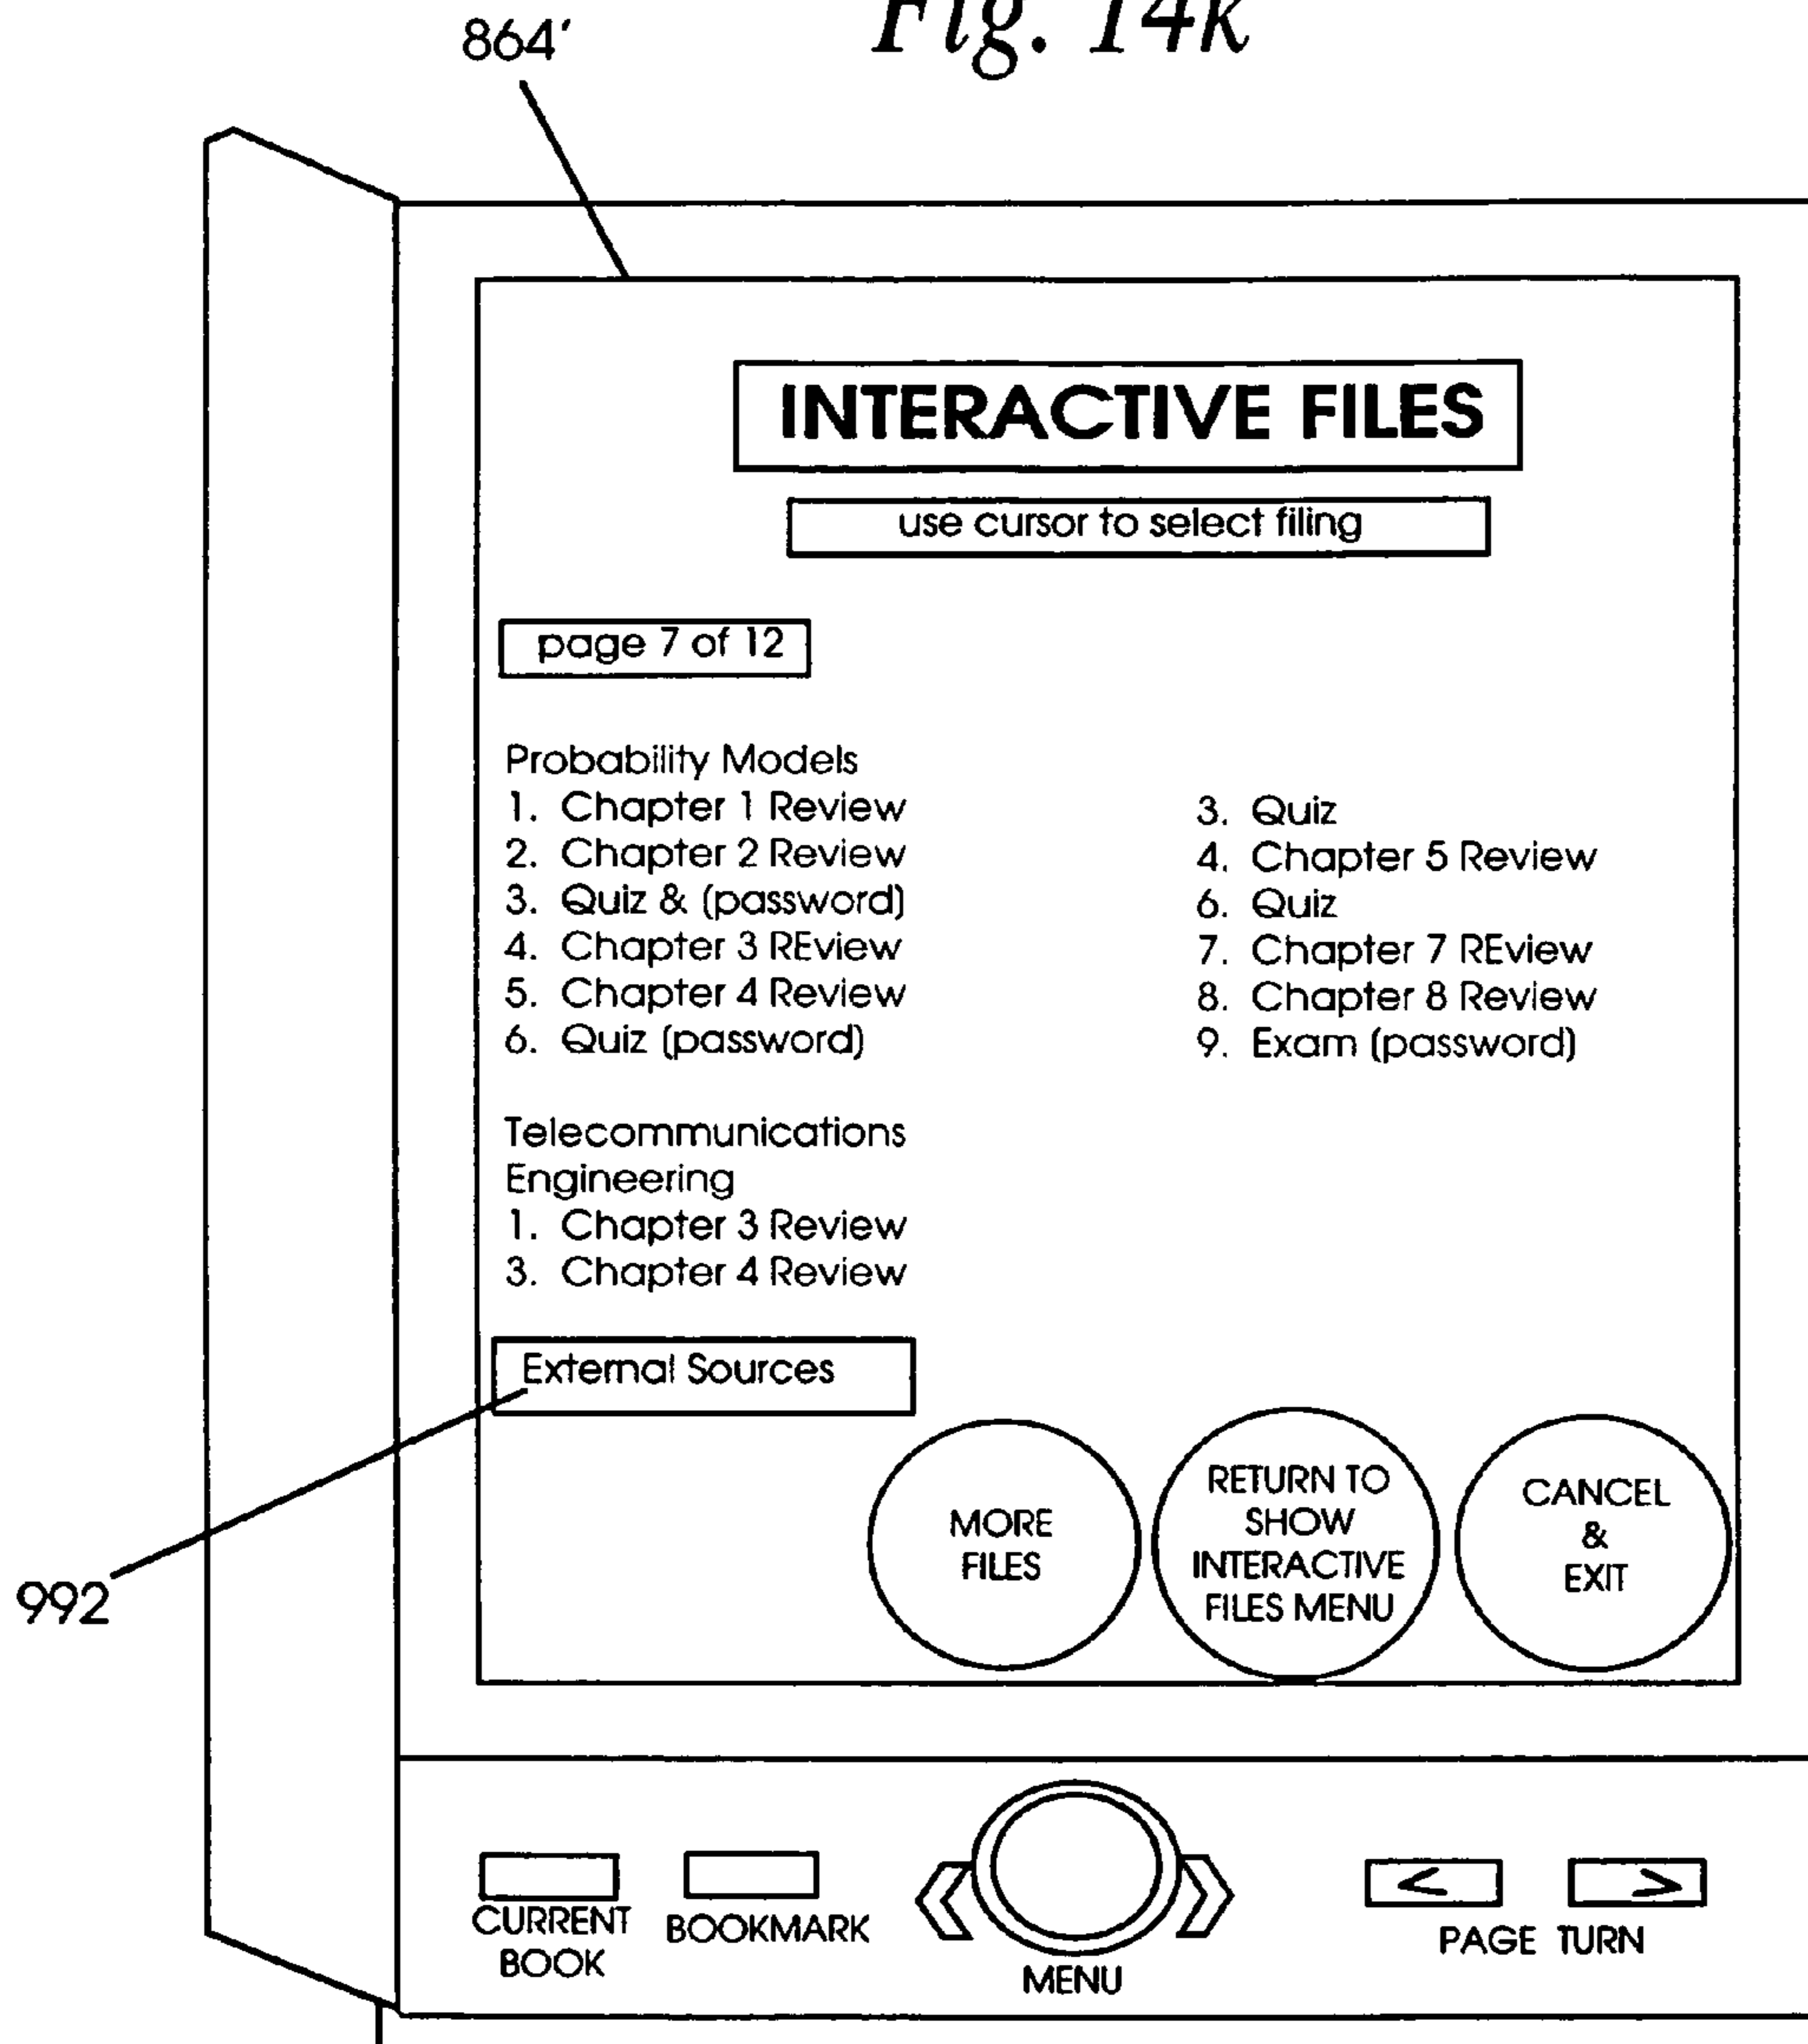 Fig. 14k
864'
INTERACTIVE FILES
use cursor to select filing
page 7 of 12
Probability Models
1. Chapter 1 Review
2. Chapter 2 Review
3. Quiz & (password)
4. Chapter 3 REview
5. Chapter 4 Review
6. Quiz (password)
Telecommunications
Engineering
1. Chapter 3 Review
3. Chapter 4 Review
3. Quiz
4. Chapter 5 Review
6. Quiz
7. Chapter 7 REview
8. Chapter 8 Review
9. Exam (password)
External Sources
992
MORE
FILES
RETURN TO
SHOW
INTERACTIVE
FILES MENU
CANCEL
&
EXIT
CURRENT
BOOK
BOOKMARK
MENU
< >
PAGE TURN